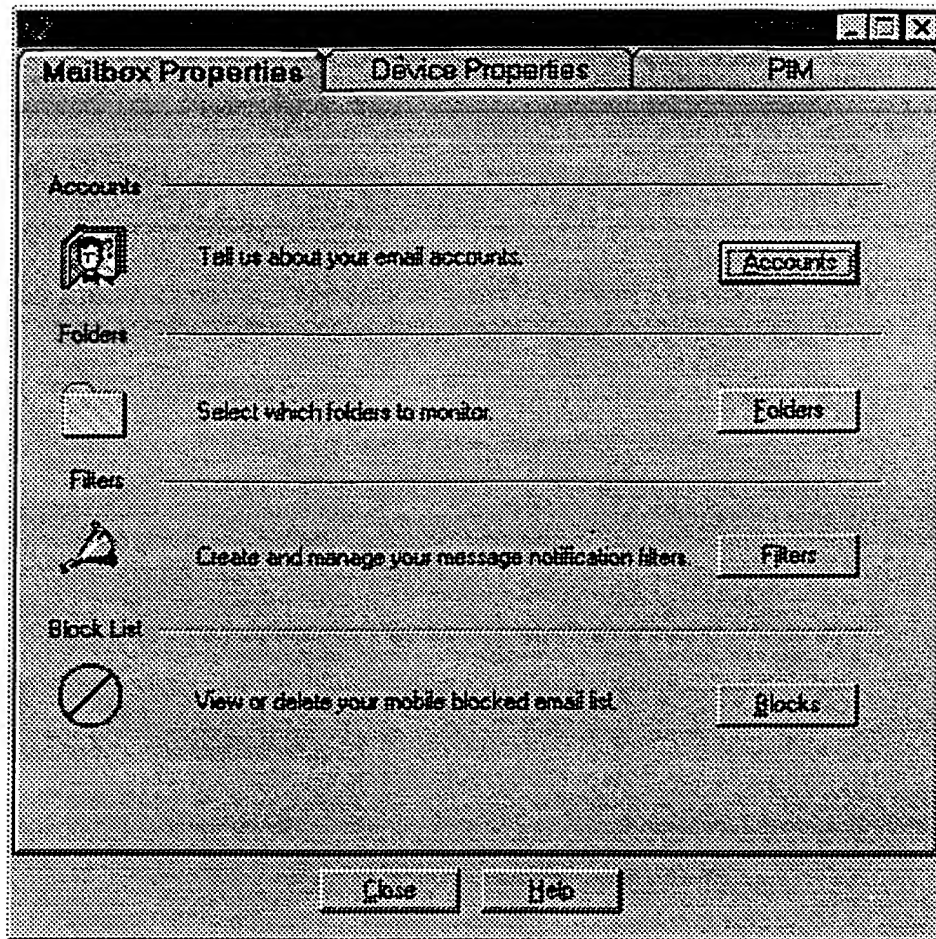 Mailbox Properties Device Properties PIM
Accounts
Tell us about your email accounts. Accounts
Folders
Select which folders to monitor. Folders
Filters
Create and manage your message notification filters. Filters
Block List
View or delete your mobile blocked email list. Blocks
Close Help